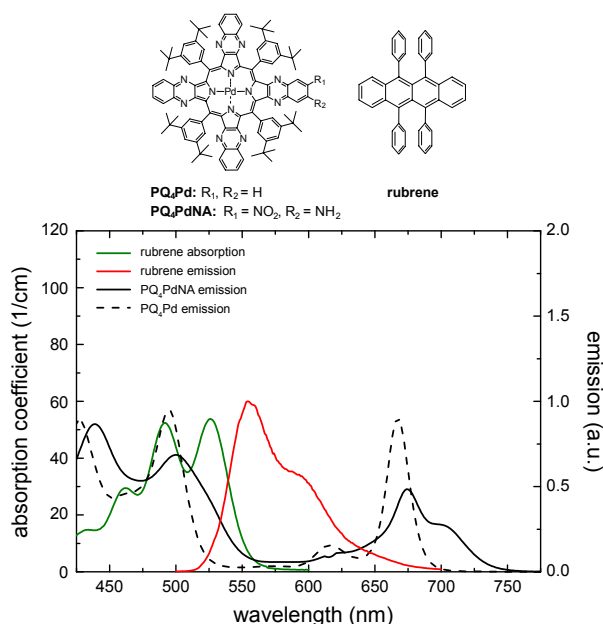 N N
N N
N N N N
Pd
N N N N
N N
N N
R₁
R₂
PQ₄Pd: R₁, R₂ = H
PQ₄PdNA: R₁ = NO₂, R₂ = NH₂
rubrene
120
100
80
60
40
20
0
absorption coefficient (1/cm)
rubrene absorption
rubrene emission
PQ₄PdNA emission
PQ₄Pd emission
2.0
1.5
1.0
0.5
0.0
emission (a.u.)
450 500 550 600 650 700 750
wavelength (nm)